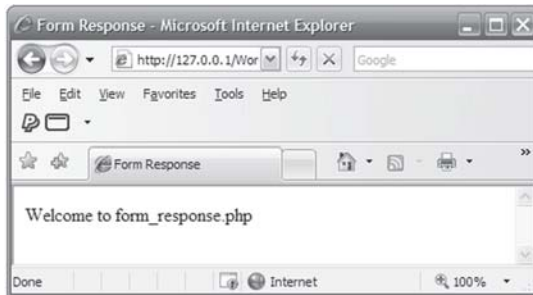 Form Response - Microsoft Internet Explorer
http://127.0.0.1/Wor
Google
File Edit View Favorites Tools Help
Form Response
»
Welcome to form_response.php
Done Internet 100%